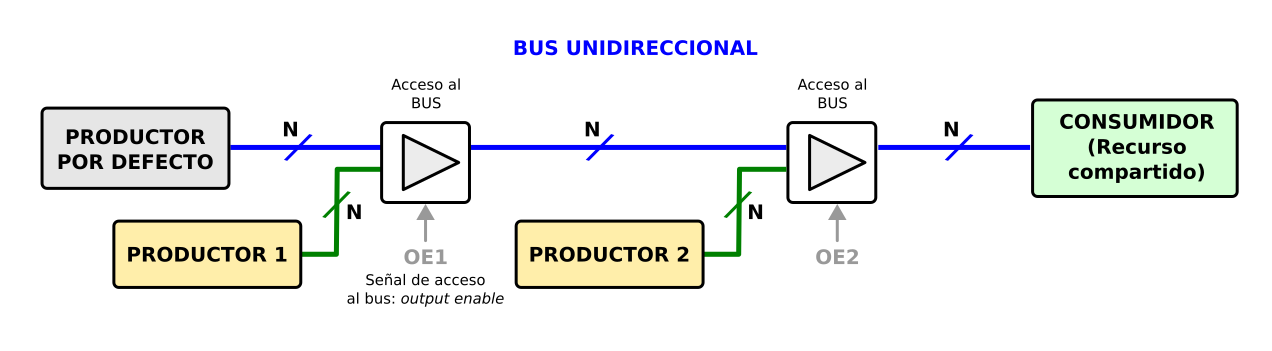 BUS UNIDIRECCIONAL
Acceso al
BUS
Acceso al
BUS
PRODUCTOR
POR DEFECTO
N
N
N
CONSUMIDOR
(Recurso
compartido)
N
N
PRODUCTOR 1
PRODUCTOR 2
OE1
OE2
Señal de acceso
al bus: output enable